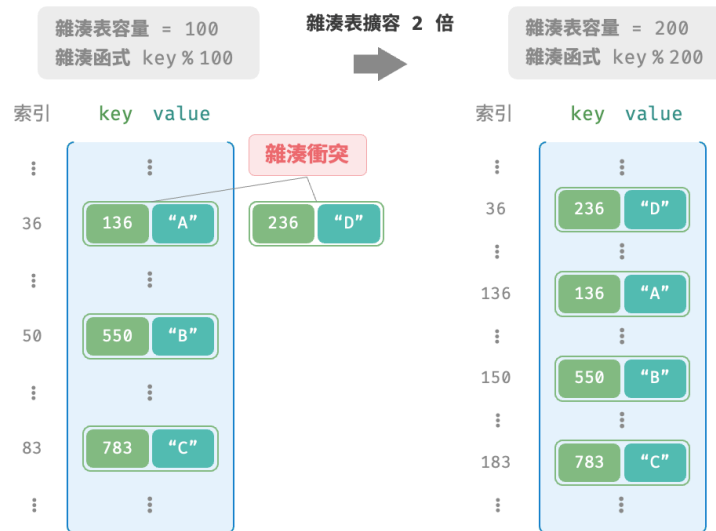 雜湊表容量 = 100
雜湊函式 key % 100
雜湊表擴容 2 倍
雜湊表容量 = 200
雜湊函式 key % 200
索引 key value
雜湊衝突
36 136 “A” 236 “D”
50 550 “B”
83 783 “C”
索引 key value
36 236 “D”
136 136 “A”
150 550 “B”
183 783 “C”